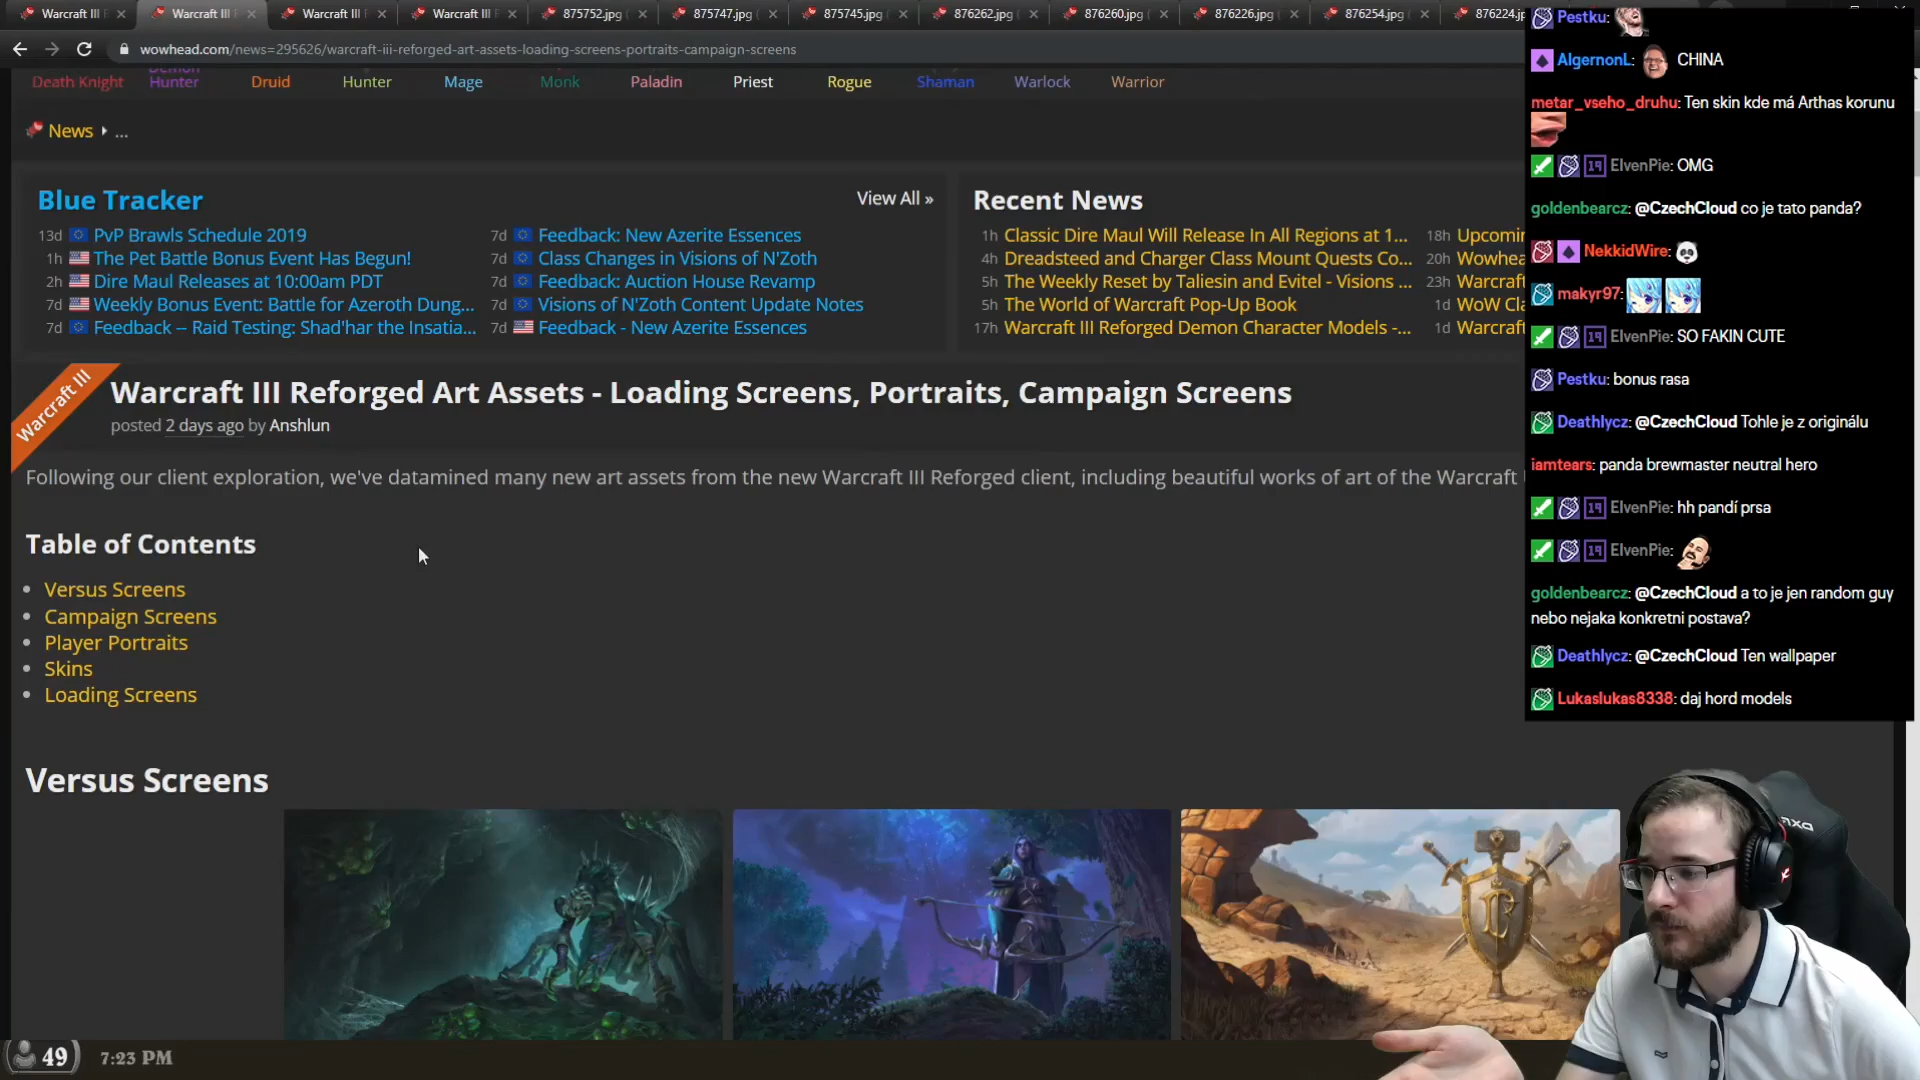 Warcraft III
Warcraft III
Warcraft III
Warcraft III
875752.jpg
875747.jpg
875745.jpg
876262.jpg
876260.jpg
876226.jpg
876254.jpg
876224.jp
wowhead.com/news=295626/warcraft-iii-reforged-art-assets-loading-screens-portraits-campaign-screens
Death Knight
Demon Hunter
Druid
Hunter
Mage
Monk
Paladin
Priest
Rogue
Shaman
Warlock
Warrior
News ...
Blue Tracker
View All »
13d PvP Brawls Schedule 2019
1h The Pet Battle Bonus Event Has Begun!
2h Dire Maul Releases at 10:00am PDT
7d Weekly Bonus Event: Battle for Azeroth Dung...
7d Feedback – Raid Testing: Shad'har the Insatia...
7d Feedback: New Azerite Essences
7d Class Changes in Visions of N'Zoth
7d Feedback: Auction House Revamp
7d Visions of N'Zoth Content Update Notes
7d Feedback - New Azerite Essences
Recent News
1h Classic Dire Maul Will Release In All Regions at 1...
4h Dreadsteed and Charger Class Mount Quests Co...
5h The Weekly Reset by Taliesin and Evitel - Visions ...
5h The World of Warcraft Pop-Up Book
17h Warcraft III Reforged Demon Character Models -...
18h Upcomin
20h Wowhea
23h Warcraf
1d WoW Cla
1d Warcraf
Warcraft III
Warcraft III Reforged Art Assets - Loading Screens, Portraits, Campaign Screens
posted 2 days ago by Anshlun
Following our client exploration, we've datamined many new art assets from the new Warcraft III Reforged client, including beautiful works of art of the Warcraft
Table of Contents
Versus Screens
Campaign Screens
Player Portraits
Skins
Loading Screens
Versus Screens
Pestku:
AlgernonL: CHINA
metar_vseho_druhu: Ten skin kde má Arthas korunu
19 ElvenPie: OMG
goldenbearcz: @CzechCloud co je tato panda?
NekkidWire:
makyr97:
19 ElvenPie: SO FAKIN CUTE
Pestku: bonus rasa
Deathlycz: @CzechCloud Tohle je z originálu
iamtears: panda brewmaster neutral hero
19 ElvenPie: hh pandí prsa
19 ElvenPie:
goldenbearcz: @CzechCloud a to je jen random guy
nebo nejaka konkretni postava?
Deathlycz: @CzechCloud Ten wallpaper
Lukaslukas8338: daj hord models
DXR
49 7:23 PM